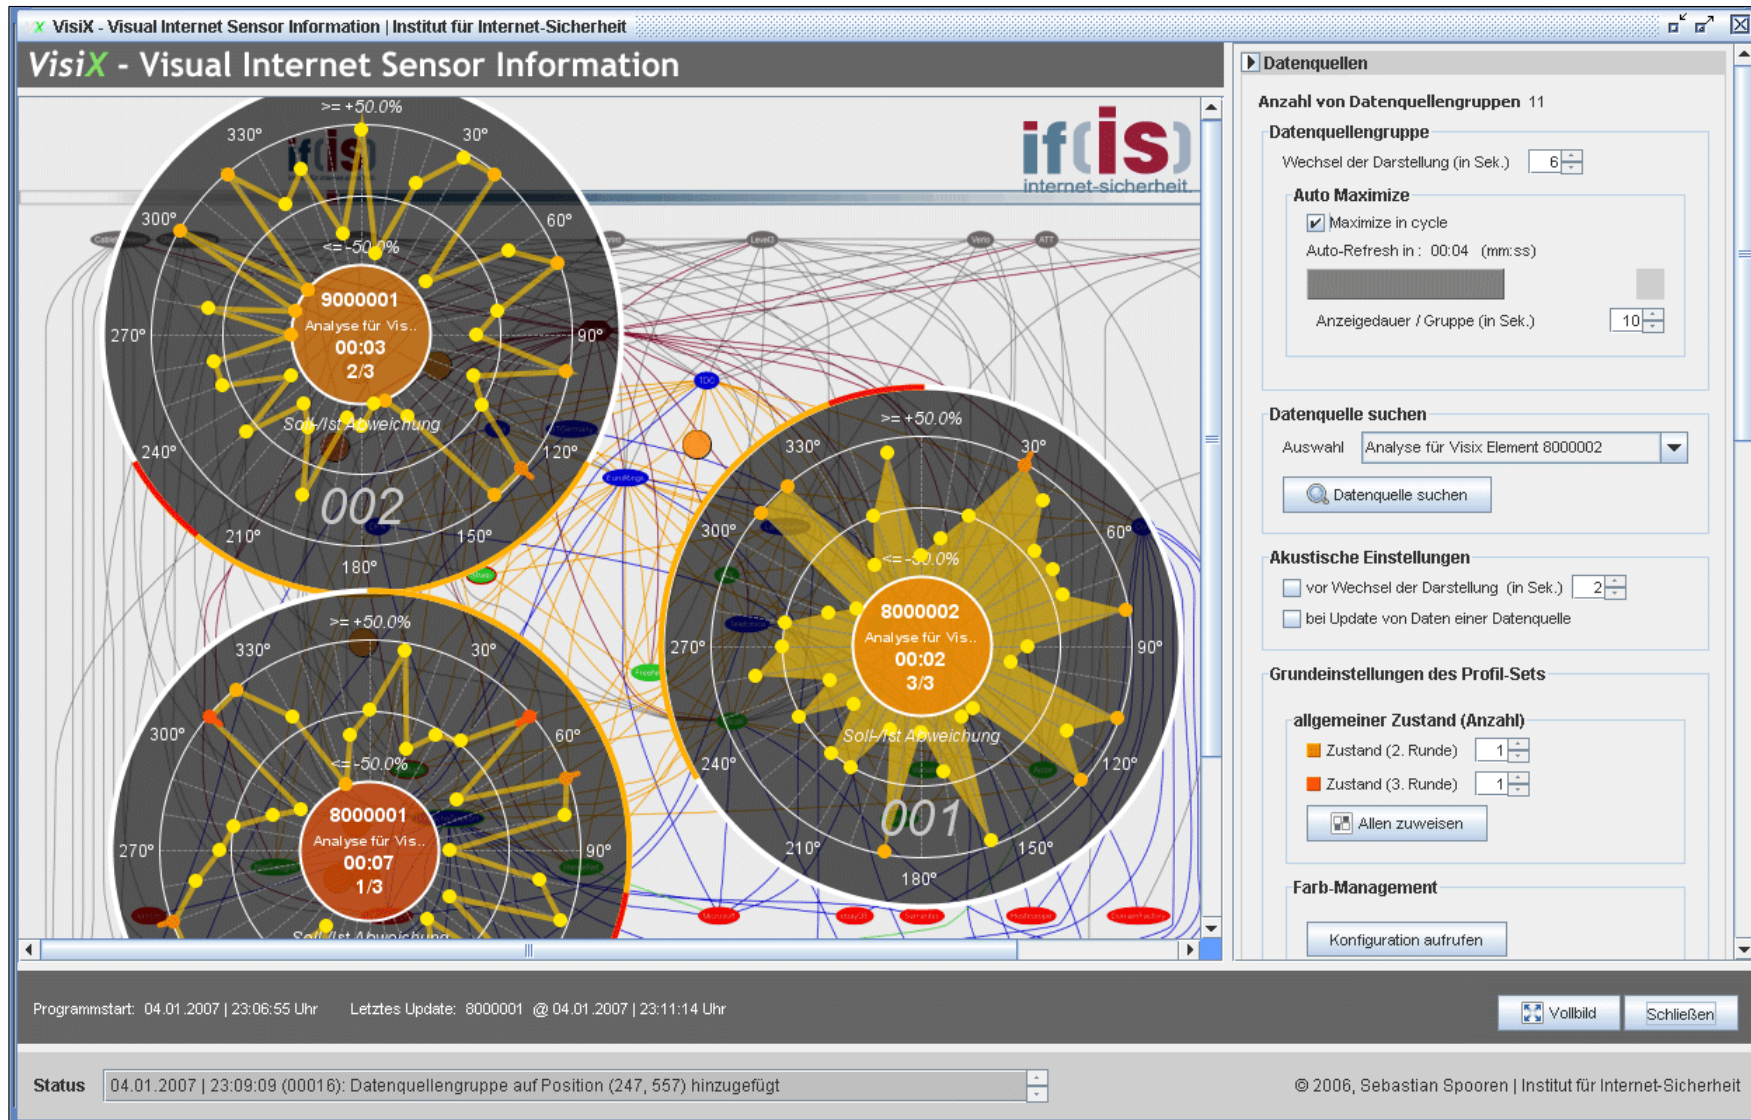 VisiX - Visual Internet Sensor Information | Institut für Internet-Sicherheit
VisiX - Visual Internet Sensor Information
if(is)
internet-sicherheit.
if(is)
Level3
Verio
ATT
TDC
>= +50.0%
330°
30°
300°
60°
<= -50.0%
270°
90°
9000001
Analyse für Vis..
00:03
2/3
Soll-/Ist Abweichung
240°
120°
002
210°
150°
180°
>= +50.0%
330°
30°
300°
60°
<= -50.0%
270°
90°
8000002
Analyse für Vis..
00:02
3/3
Soll-/Ist Abweichung
240°
120°
001
210°
150°
180°
>= +50.0%
330°
30°
300°
60°
<= -50.0%
270°
90°
8000001
Analyse für Vis..
00:07
1/3
Soll-/Ist Abweichung
Microsoft
ebayUS
Hosteurope
DomainFactory
Datenquellen
Anzahl von Datenquellengruppen 11
Datenquellengruppe
Wechsel der Darstellung (in Sek.) 6
Auto Maximize
Maximize in cycle
Auto-Refresh in : 00:04 (mm:ss)
Anzeigedauer / Gruppe (in Sek.) 10
Datenquelle suchen
Auswahl Analyse für Visix Element 8000002
Datenquelle suchen
Akustische Einstellungen
vor Wechsel der Darstellung (in Sek.) 2
bei Update von Daten einer Datenquelle
Grundeinstellungen des Profil-Sets
allgemeiner Zustand (Anzahl)
Zustand (2. Runde) 1
Zustand (3. Runde) 1
Allen zuweisen
Farb-Management
Konfiguration aufrufen
Programmstart: 04.01.2007 | 23:06:55 Uhr Letztes Update: 8000001 @ 04.01.2007 | 23:11:14 Uhr
Vollbild
Schließen
Status 04.01.2007 | 23:09:09 (00016): Datenquellengruppe auf Position (247, 557) hinzugefügt
© 2006, Sebastian Spooren | Institut für Internet-Sicherheit